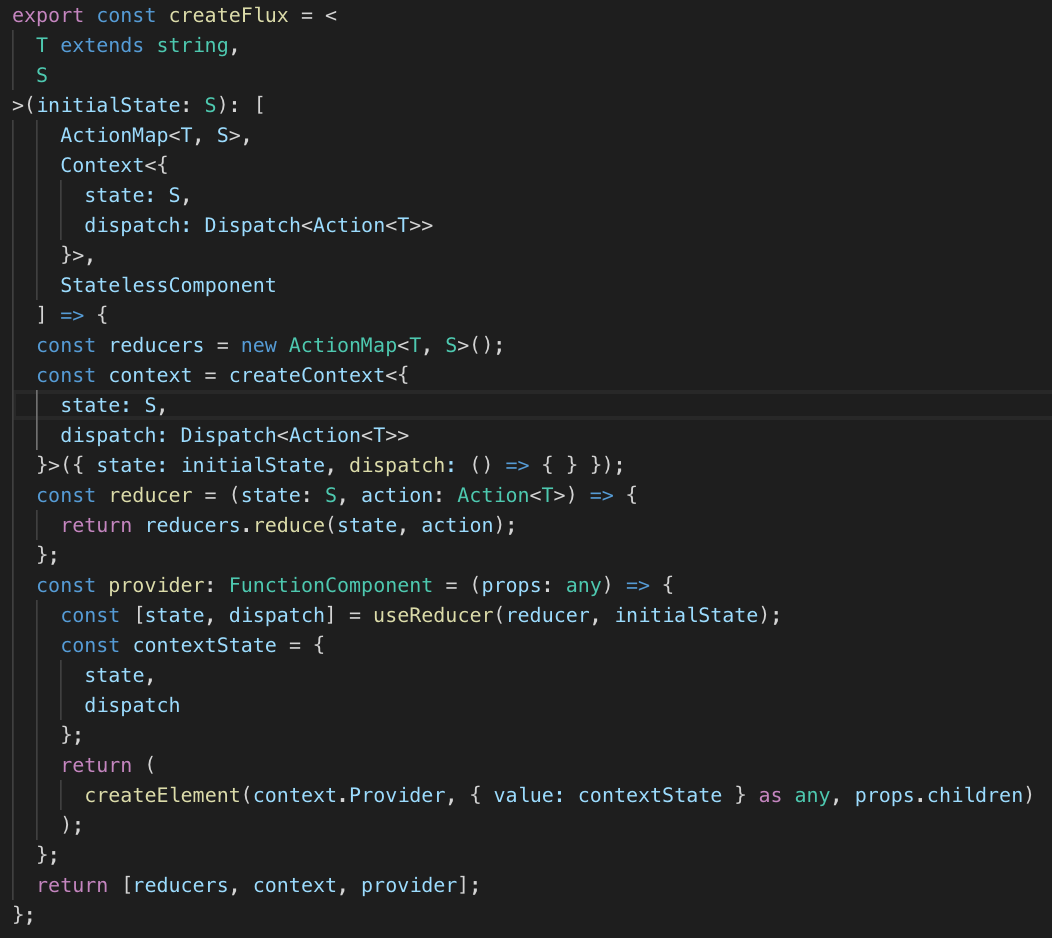 export const createFlux = <
  T extends string,
  S
>(initialState: S): [
    ActionMap<T, S>,
    Context<{
      state: S,
      dispatch: Dispatch<Action<T>>
    }>,
    StatelessComponent
  ] => {
  const reducers = new ActionMap<T, S>();
  const context = createContext<{
    state: S,
    dispatch: Dispatch<Action<T>>
  }>({ state: initialState, dispatch: () => { } });
  const reducer = (state: S, action: Action<T>) => {
    return reducers.reduce(state, action);
  };
  const provider: FunctionComponent = (props: any) => {
    const [state, dispatch] = useReducer(reducer, initialState);
    const contextState = {
      state,
      dispatch
    };
    return (
      createElement(context.Provider, { value: contextState } as any, props.children)
    );
  };
  return [reducers, context, provider];
};